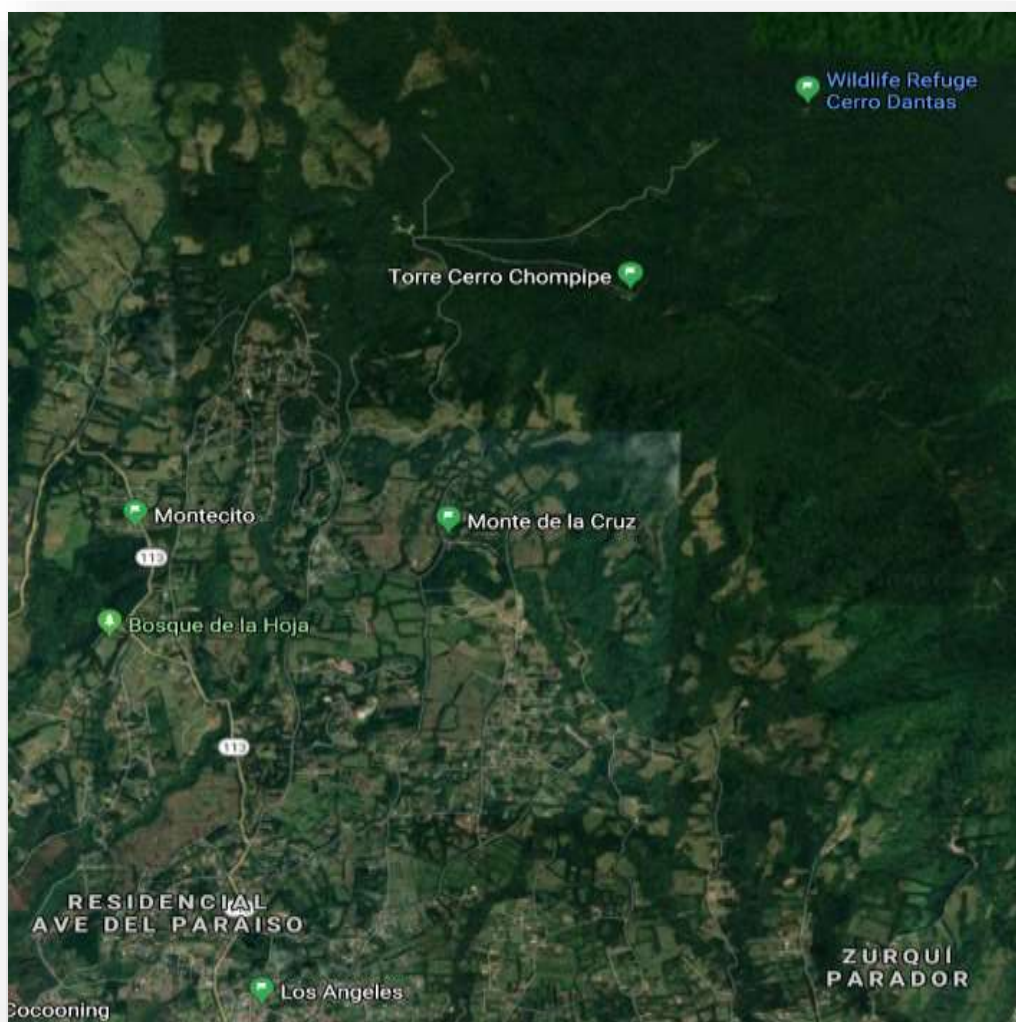 Wildlife Refuge
Cerro Dantas
Torre Cerro Chompipe
Montecito
Monte de la Cruz
113
Bosque de la Hoja
113
RESIDENCIAL
AVE DEL PARAISO
ZURQUÍ
PARADOR
Los Angeles
Cocooning